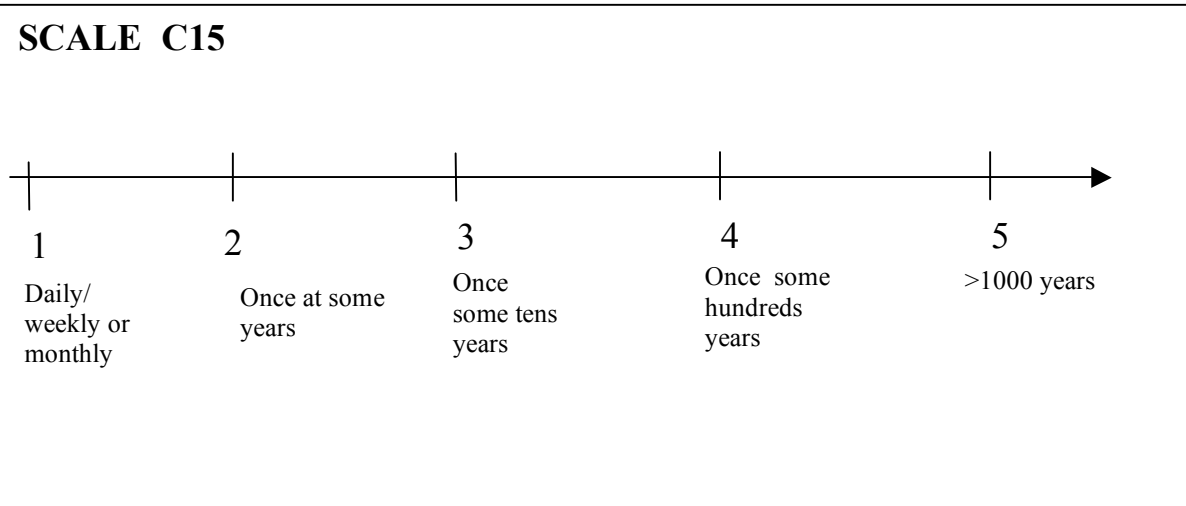 SCALE C15
1
Daily/
weekly or
monthly
2
Once at some
years
3
Once
some tens
years
4
Once some
hundreds
years
5
>1000 years